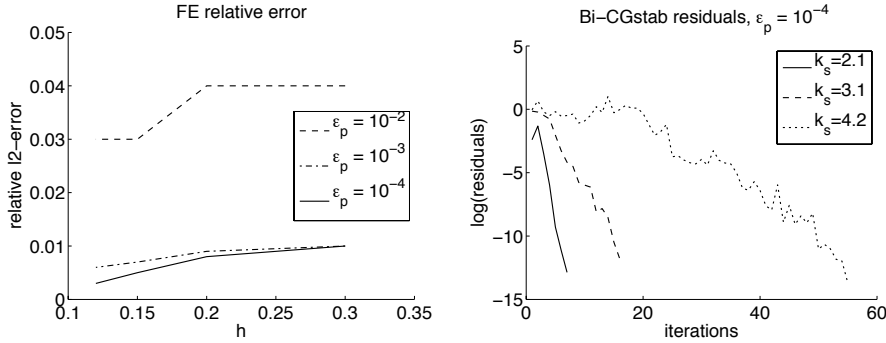 FE relative error
0.05
0.04
0.03
0.02
0.01
0
0.1
0.15
0.2
0.25
0.3
0.35
relative l2−error
h
ε_p = 10^−2
ε_p = 10^−3
ε_p = 10^−4
Bi−CGstab residuals, ε_p = 10^−4
5
0
−5
−10
−15
0
20
40
60
log(residuals)
iterations
k_s=2.1
k_s=3.1
k_s=4.2